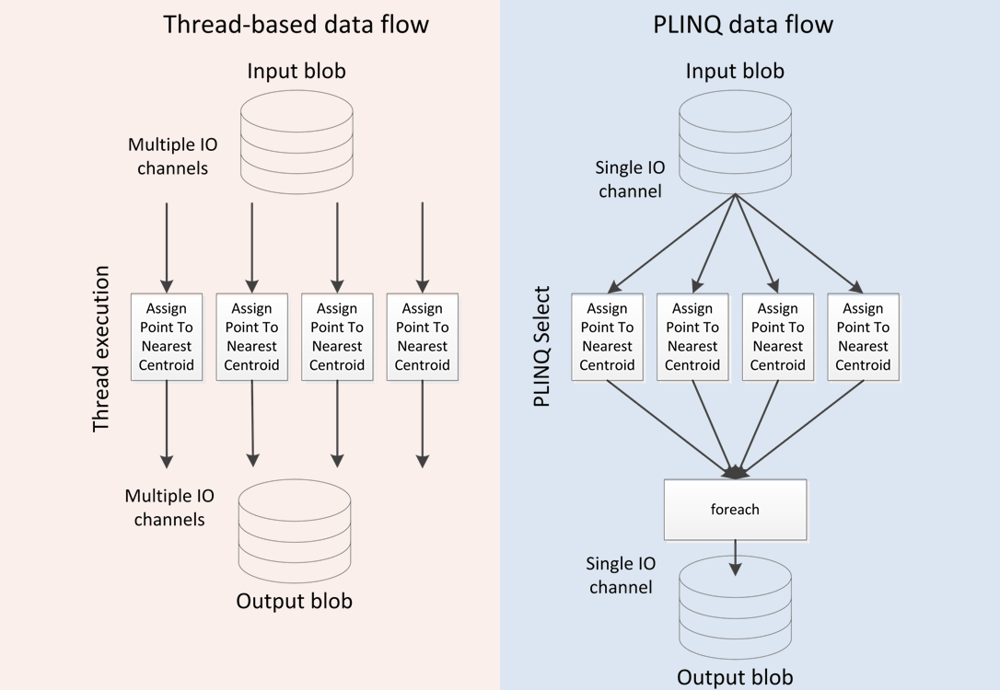 Thread-based data flow
Input blob
Multiple IO
channels
Thread execution
Assign
Point To
Nearest
Centroid
Assign
Point To
Nearest
Centroid
Assign
Point To
Nearest
Centroid
Assign
Point To
Nearest
Centroid
Multiple IO
channels
Output blob
PLINQ data flow
Input blob
Single IO
channel
PLINQ Select
Assign
Point To
Nearest
Centroid
Assign
Point To
Nearest
Centroid
Assign
Point To
Nearest
Centroid
Assign
Point To
Nearest
Centroid
foreach
Single IO
channel
Output blob